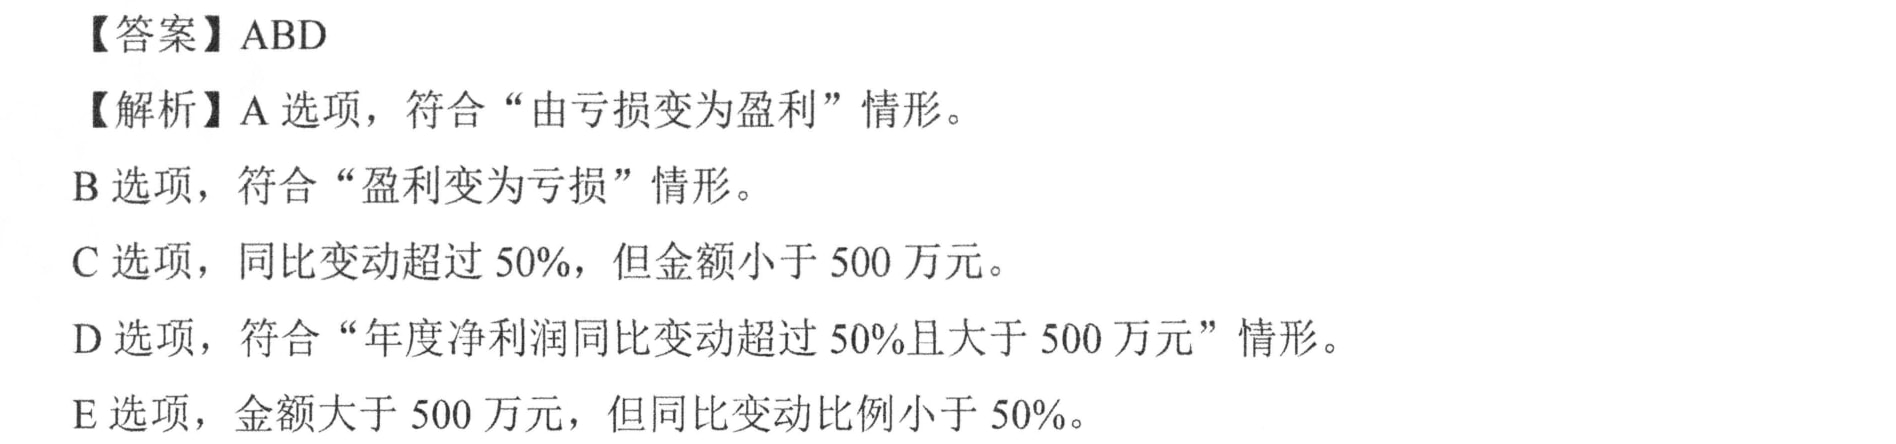 【答案】ABD
【解析】A 选项，符合“由亏损变为盈利”情形。
B 选项，符合“盈利变为亏损”情形。
C 选项，同比变动超过 50%，但金额小于 500 万元。
D 选项，符合“年度净利润同比变动超过 50%且大于 500 万元”情形。
E 选项，金额大于 500 万元，但同比变动比例小于 50%。